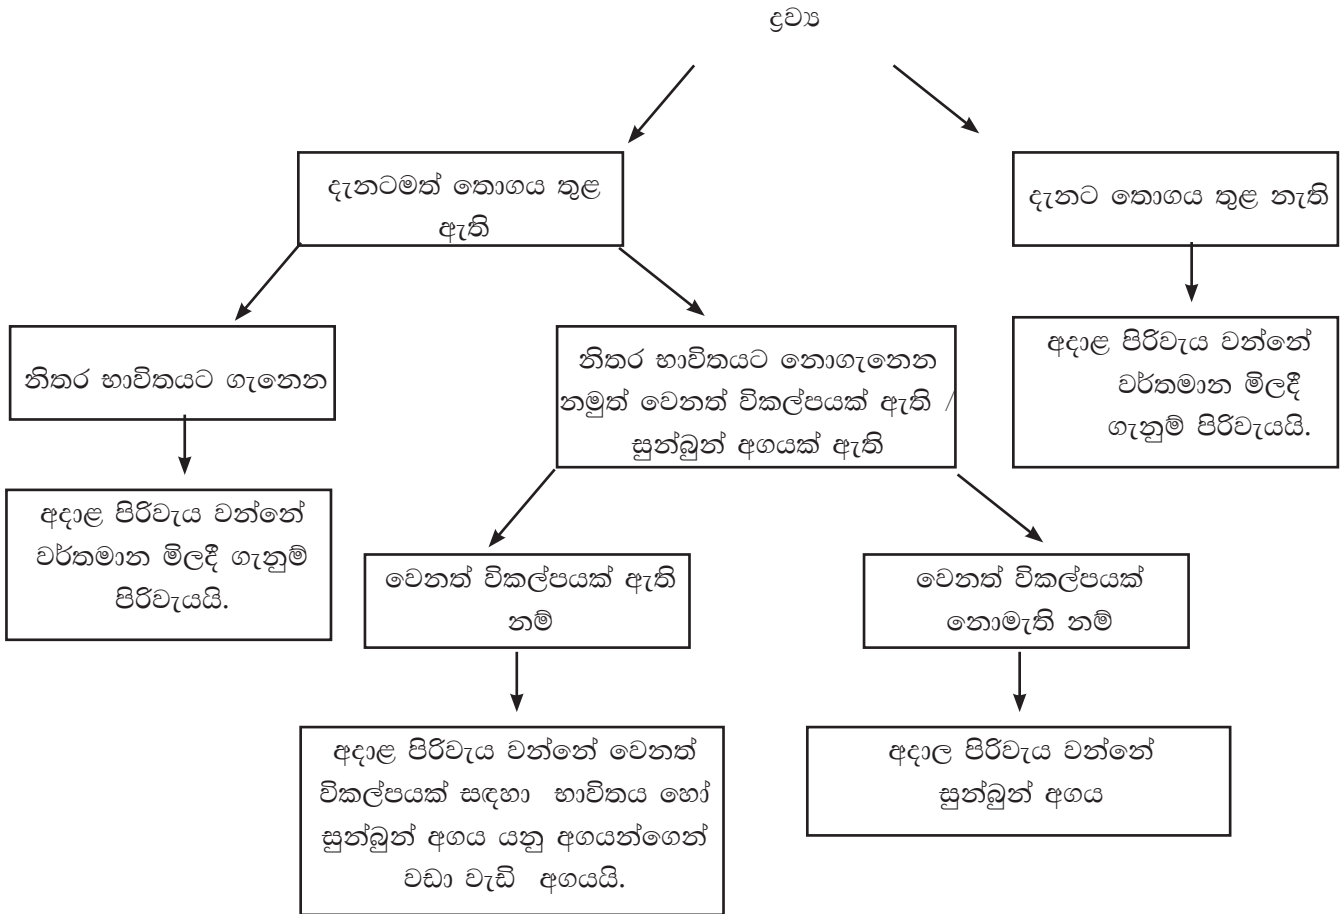 ද්‍රව්‍ය
දැනටමත් තොගය තුළ
ඇති
දැනට තොගය තුළ නැති
නිතර භාවිතයට ගැනෙන
නිතර භාවිතයට නොගැනෙන
නමුත් වෙනත් විකල්පයක් ඇති /
සුන්බුන් අගයක් ඇති
අදාළ පිරිවැය වන්නේ
වර්තමාන මිලදී
ගැනුම් පිරිවැයයි.
අදාළ පිරිවැය වන්නේ
වර්තමාන මිලදී ගැනුම්
පිරිවැයයි.
වෙනත් විකල්පයක් ඇති
නම්
වෙනත් විකල්පයක්
නොමැති නම්
අදාළ පිරිවැය වන්නේ වෙනත්
විකල්පයක් සඳහා භාවිතය හෝ
සුන්බුන් අගය යනු අගයන්ගෙන්
වඩා වැඩි අගයයි.
අදාල පිරිවැය වන්නේ
සුන්බුන් අගය